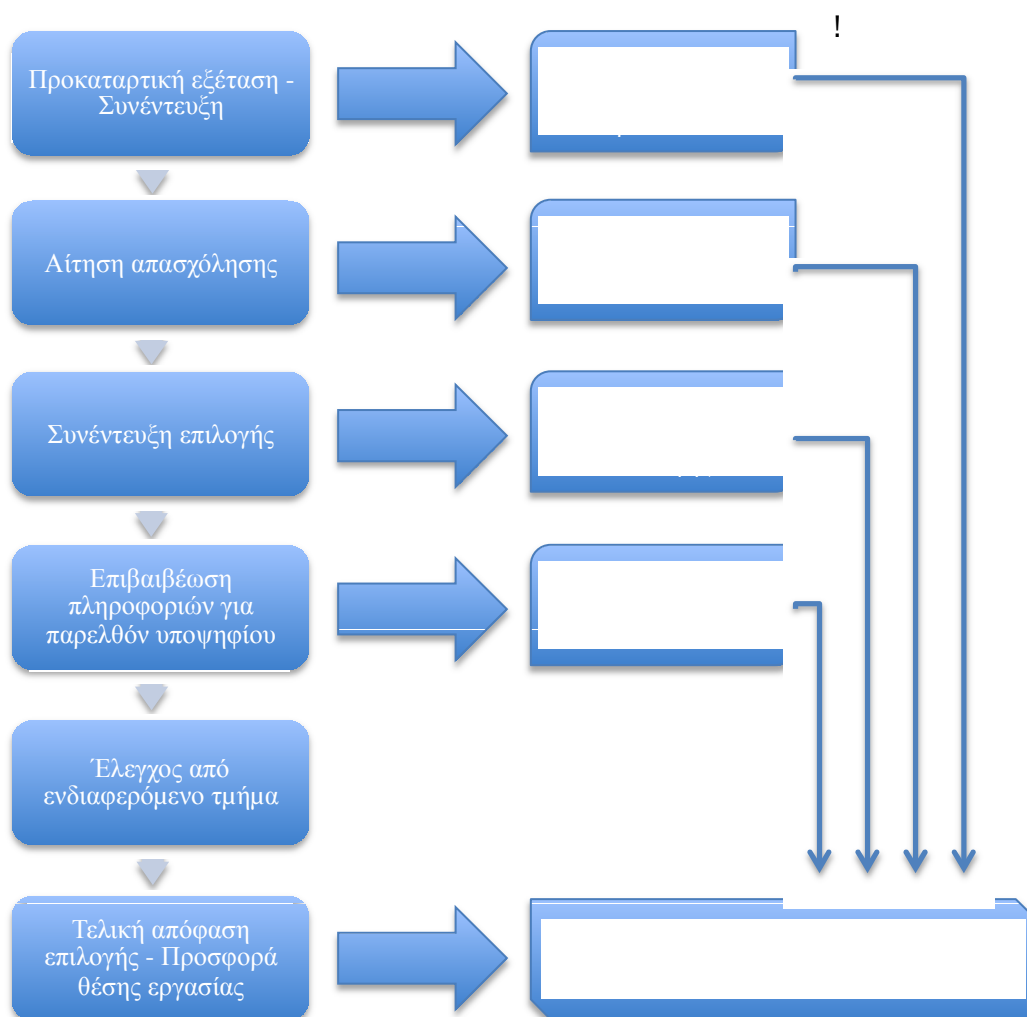 !
Προκαταρτική εξέταση -
Συνέντευξη
Αίτηση απασχόλησης
Συνέντευξη επιλογής
Επιβαιβέωση
πληροφοριών για
παρελθόν υποψηφίου
Έλεγχος από
ενδιαφερόμενο τμήμα
Τελική απόφαση
επιλογής - Προσφορά
θέσης εργασίας